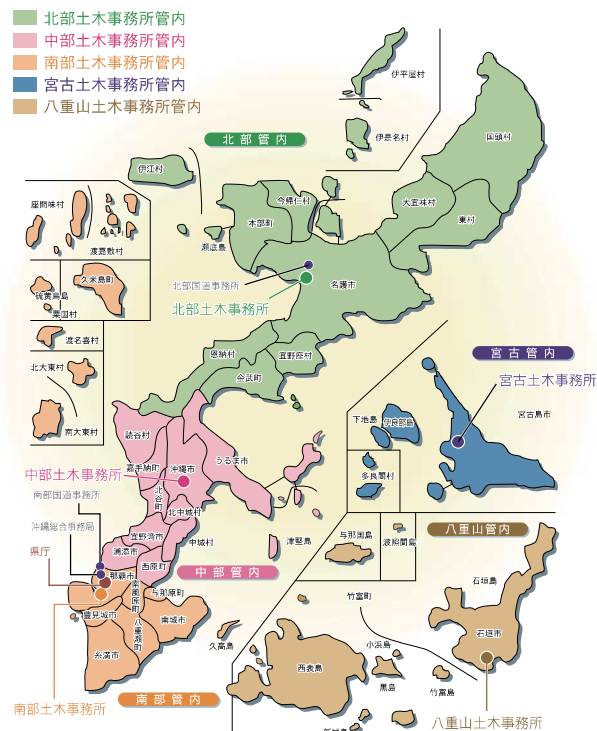 北部土木事務所管内
中部土木事務所管内
南部土木事務所管内
宮古土木事務所管内
八重山土木事務所管内
伊平屋村
伊是名村
国頭村
北部管内
伊江村
今帰仁村
大宜味村
本部町
東村
瀬底島
座間味村
渡嘉敷村
北部国道事務所
名護市
北部土木事務所
久米島町
硫黄鳥島
粟国村
渡名喜村
恩納村
宜野座村
金武町
北大東村
南大東村
宮古管内
宮古土木事務所
下地島
伊良部島
宮古島市
多良間村
読谷村
うるま市
嘉手納町
沖縄市
中部土木事務所
北谷町
南部国道事務所
北中城村
沖縄総合事務局
宜野湾市
中城村
津堅島
浦添市
県庁
西原町
中部管内
那覇市
南風原町
与那原町
豊見城市
八重瀬町
南城市
糸満市
久高島
南部管内
南部土木事務所
八重山管内
与那国島
波照間島
石垣島
竹富町
石垣市
小浜島
西表島
黒島
竹富島
八重山土木事務所